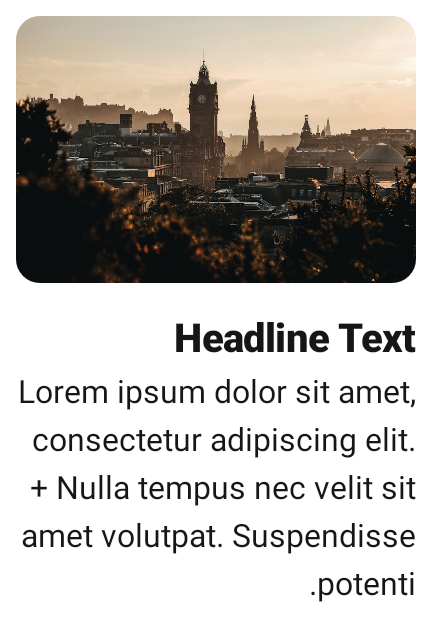 Headline Text
Lorem ipsum dolor sit amet,
consectetur adipiscing elit.
+ Nulla tempus nec velit sit
amet volutpat. Suspendisse
.potenti